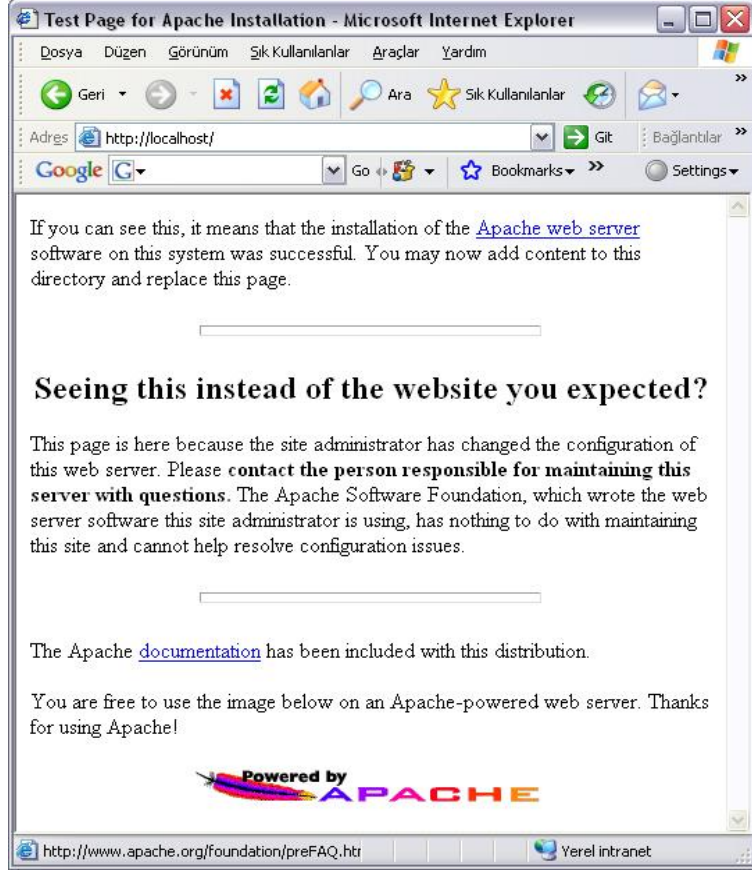 Test Page for Apache Installation - Microsoft Internet Explorer
Dosya Düzen Görünüm Sık Kullanılanlar Araçlar Yardım
Geri Ara Sık Kullanılanlar »
Adres http://localhost/ Git Bağlantılar »
Google G Go Bookmarks » Settings
If you can see this, it means that the installation of the Apache web server
software on this system was successful. You may now add content to this
directory and replace this page.
Seeing this instead of the website you expected?
This page is here because the site administrator has changed the configuration of
this web server. Please contact the person responsible for maintaining this
server with questions. The Apache Software Foundation, which wrote the web
server software this site administrator is using, has nothing to do with maintaining
this site and cannot help resolve configuration issues.
The Apache documentation has been included with this distribution.
You are free to use the image below on an Apache-powered web server. Thanks
for using Apache!
Powered by
APACHE
http://www.apache.org/foundation/preFAQ.htr Yerel intranet